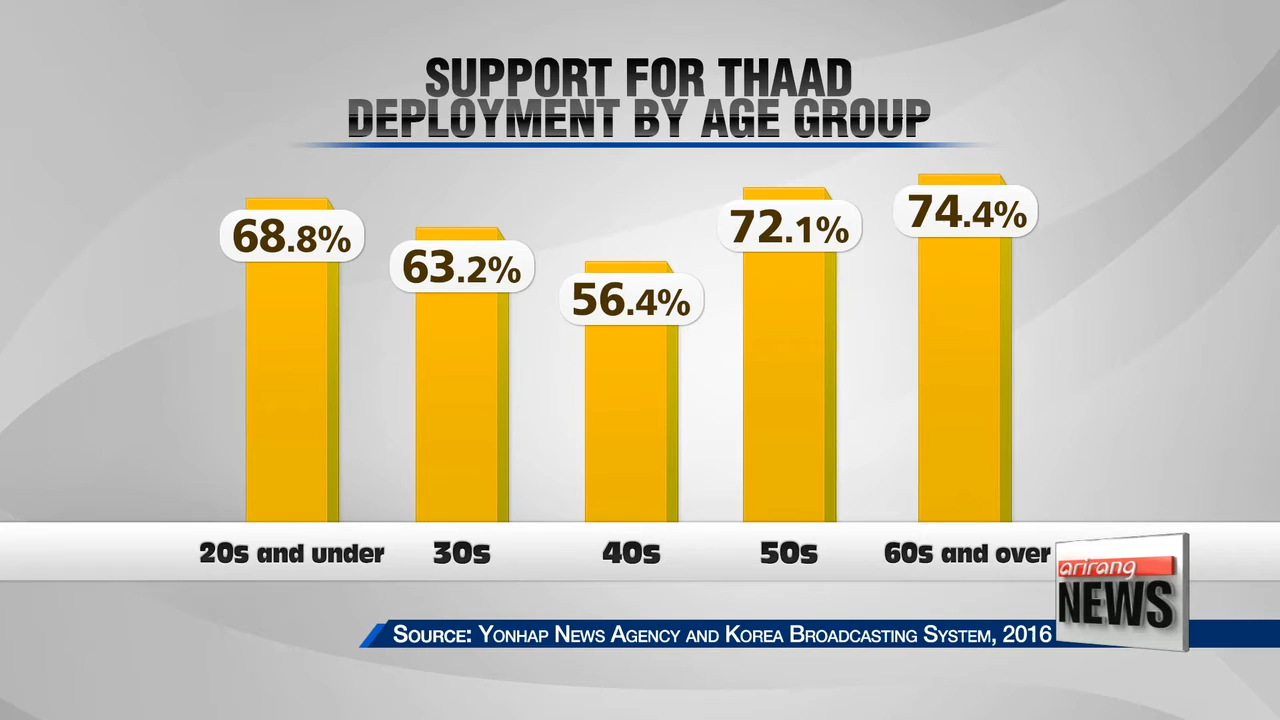 SUPPORT FOR THAAD
DEPLOYMENT BY AGE GROUP
68.8%
63.2%
56.4%
72.1%
74.4%
20s and under
30s
40s
50s
60s and over
arirang
NEWS
SOURCE: YONHAP NEWS AGENCY AND KOREA BROADCASTING SYSTEM, 2016